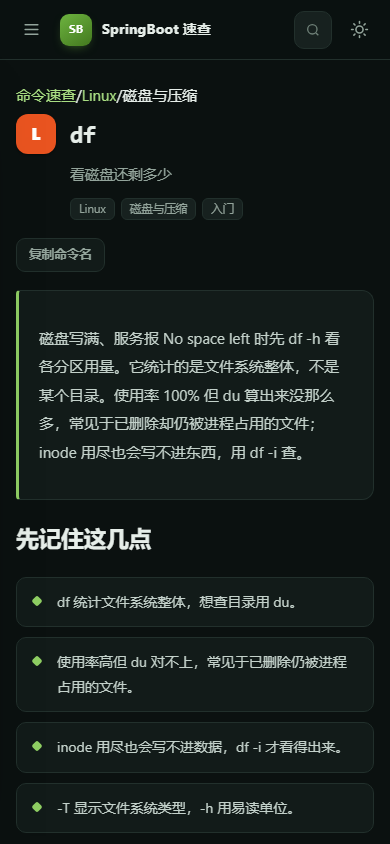 SB SpringBoot 速查
命令速查/Linux/磁盘与压缩
L df
看磁盘还剩多少
Linux 磁盘与压缩 入门
复制命令名
磁盘写满、服务报 No space left 时先 df -h 看
各分区用量。它统计的是文件系统整体，不是
某个目录。使用率 100% 但 du 算出来没那么
多，常见于已删除却仍被进程占用的文件；
inode 用尽也会写不进东西，用 df -i 查。
先记住这几点
df 统计文件系统整体，想查目录用 du。
使用率高但 du 对不上，常见于已删除仍被进程
占用的文件。
inode 用尽也会写不进数据，df -i 才看得出来。
-T 显示文件系统类型，-h 用易读单位。